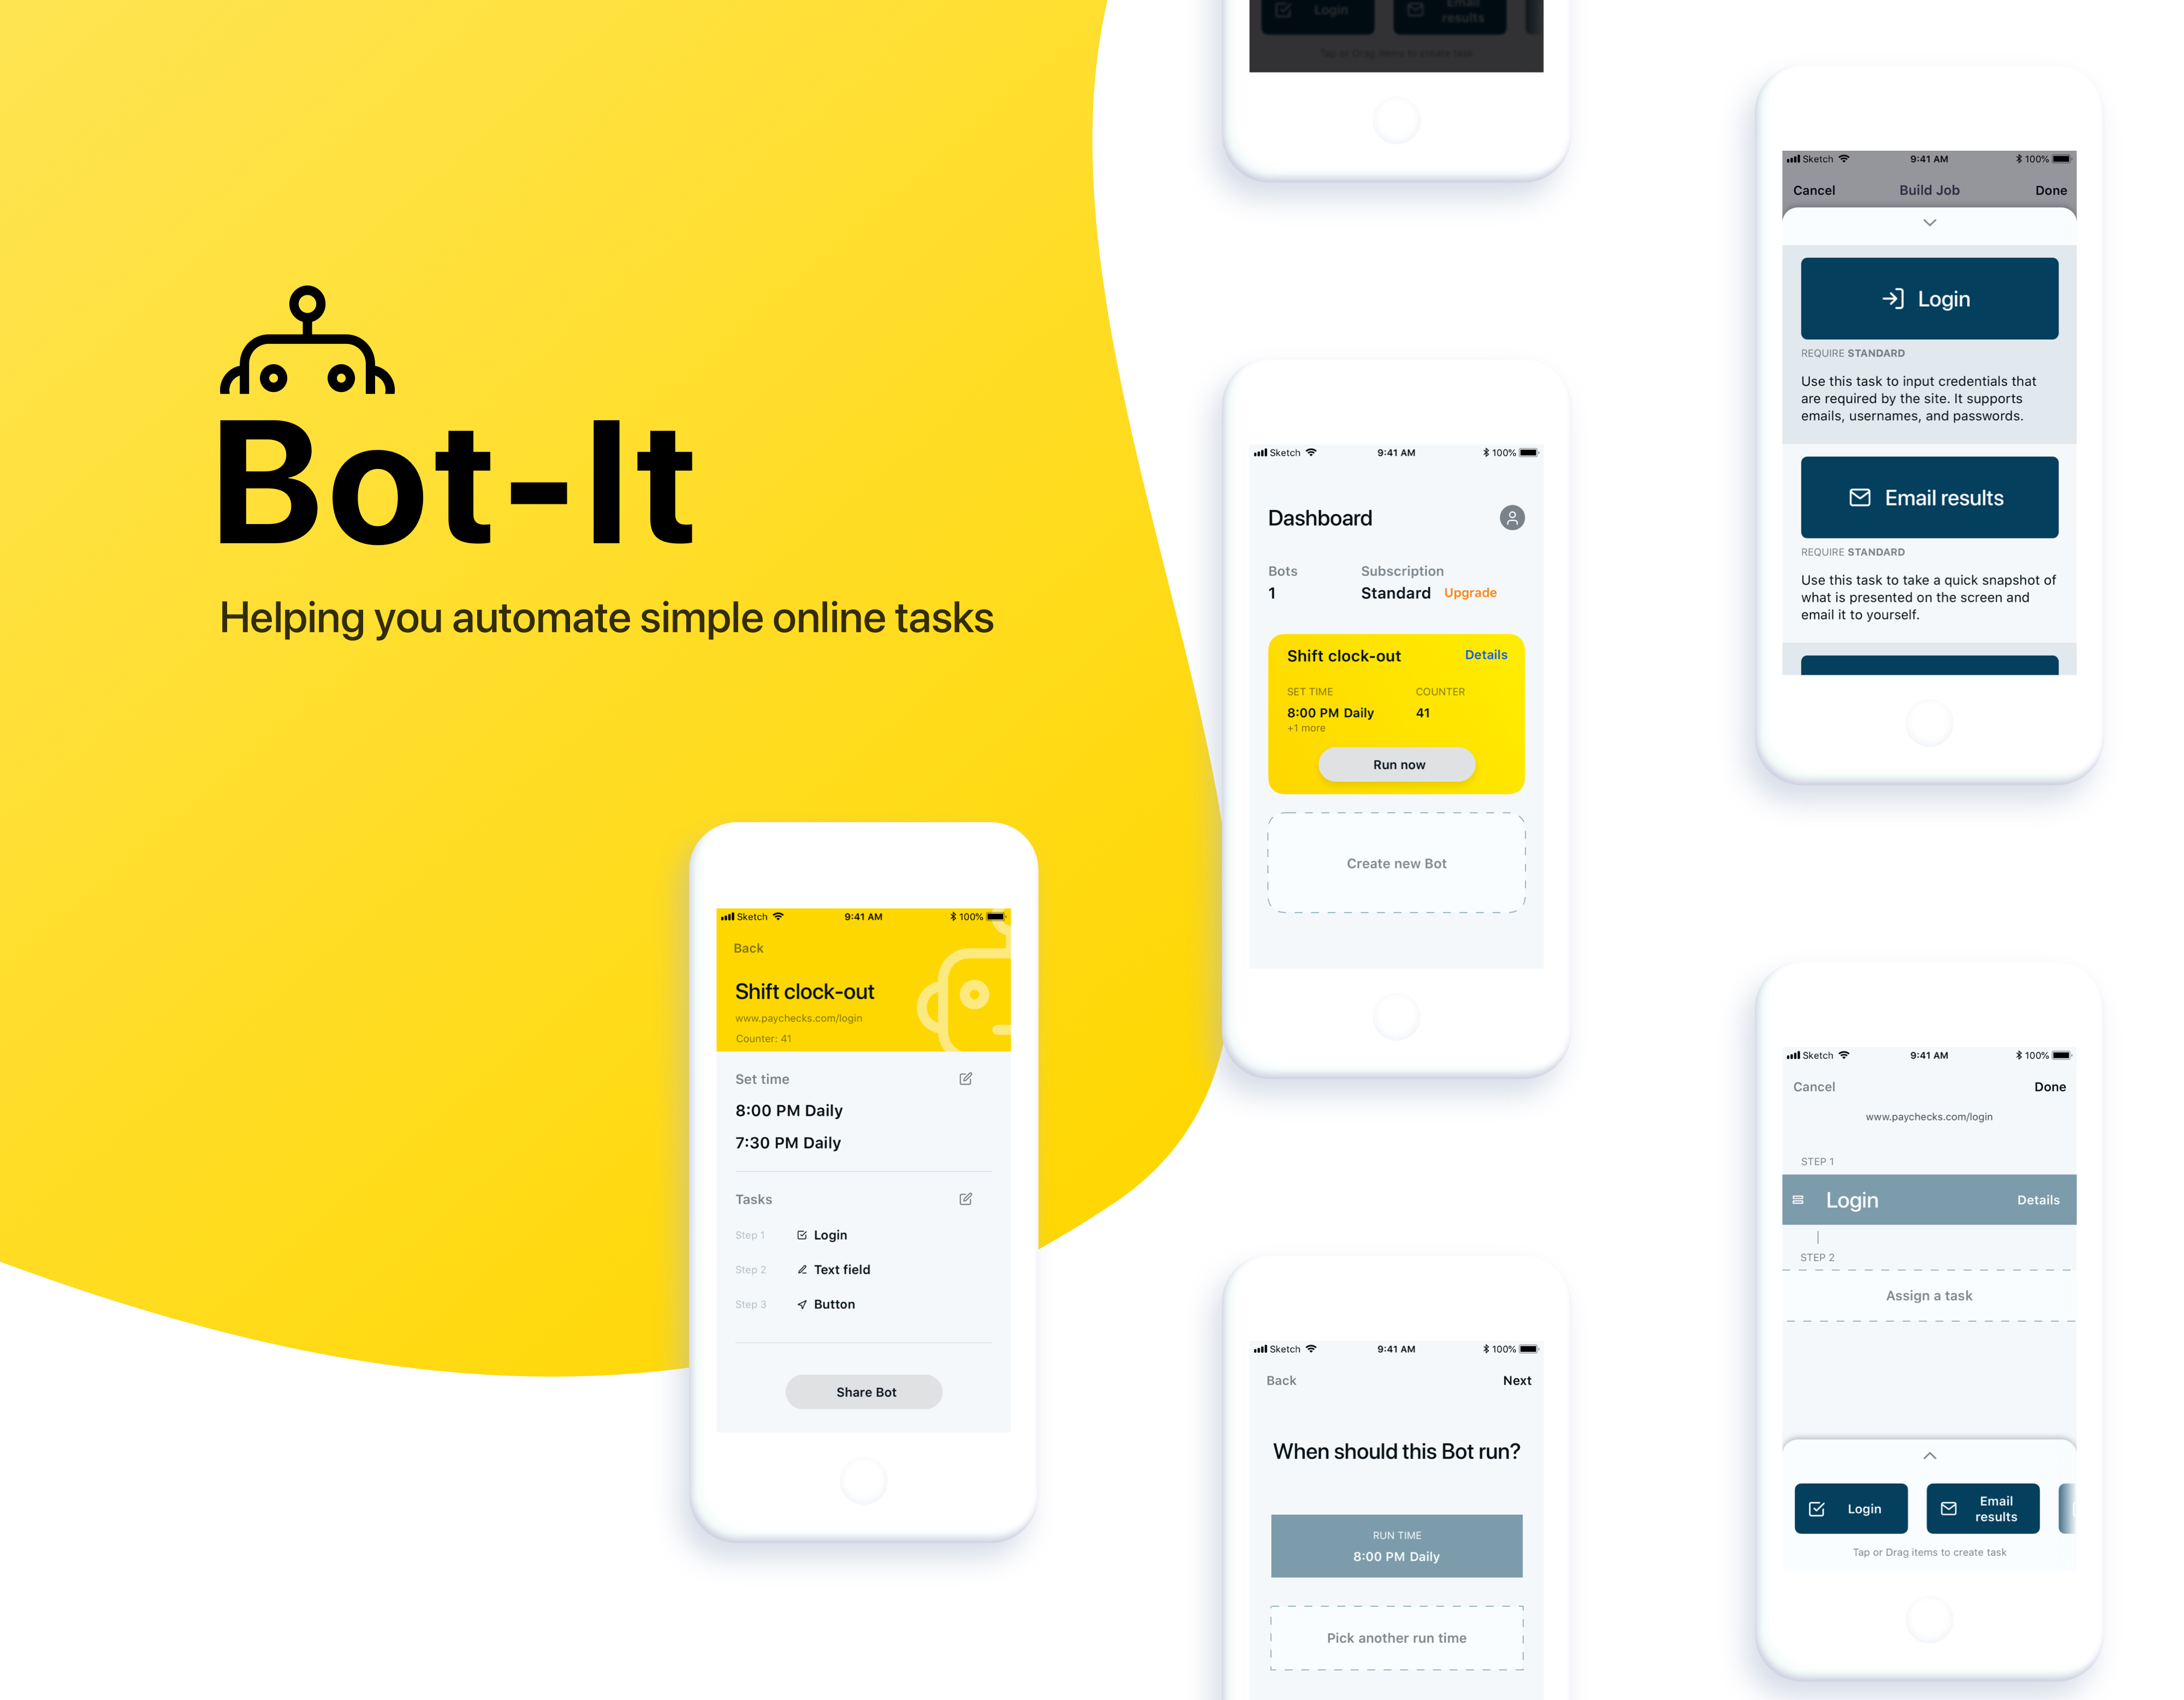 Bot-It
Helping you automate simple online tasks
Sketch 9:41 AM 100%
Back
Shift clock-out
www.paychecks.com/login
Counter: 41
Set time
8:00 PM Daily
7:30 PM Daily
Tasks
Step 1 Login
Step 2 Text field
Step 3 Button
Share Bot
Login
Email
results
Tap or Drag items to create task
Sketch 9:41 AM 100%
Dashboard
Bots Subscription
1 Standard Upgrade
Shift clock-out Details
SET TIME COUNTER
8:00 PM Daily 41
+1 more
Run now
Create new Bot
Sketch 9:41 AM 100%
Back Next
When should this Bot run?
RUN TIME
8:00 PM Daily
Pick another run time
Sketch 9:41 AM 100%
Cancel Build Job Done
Login
REQUIRE STANDARD
Use this task to input credentials that
are required by the site. It supports
emails, usernames, and passwords.
Email results
REQUIRE STANDARD
Use this task to take a quick snapshot of
what is presented on the screen and
email it to yourself.
Sketch 9:41 AM 100%
Cancel Done
www.paychecks.com/login
STEP 1
Login Details
STEP 2
Assign a task
Login
Email
results
Tap or Drag items to create task